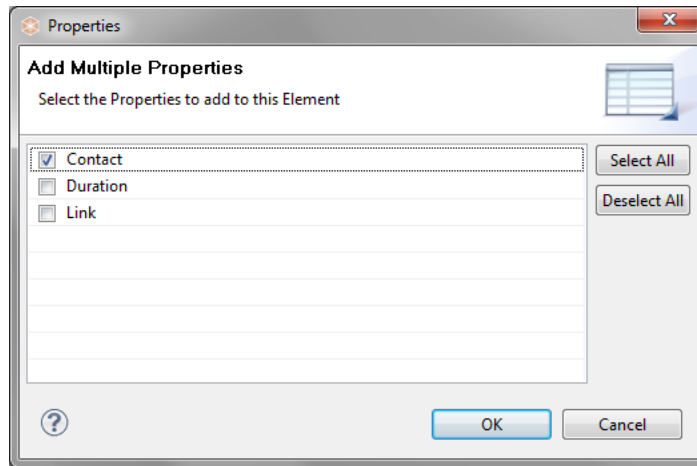 Properties
Add Multiple Properties
Select the Properties to add to this Element
Contact
Duration
Link
Select All
Deselect All
?
OK
Cancel